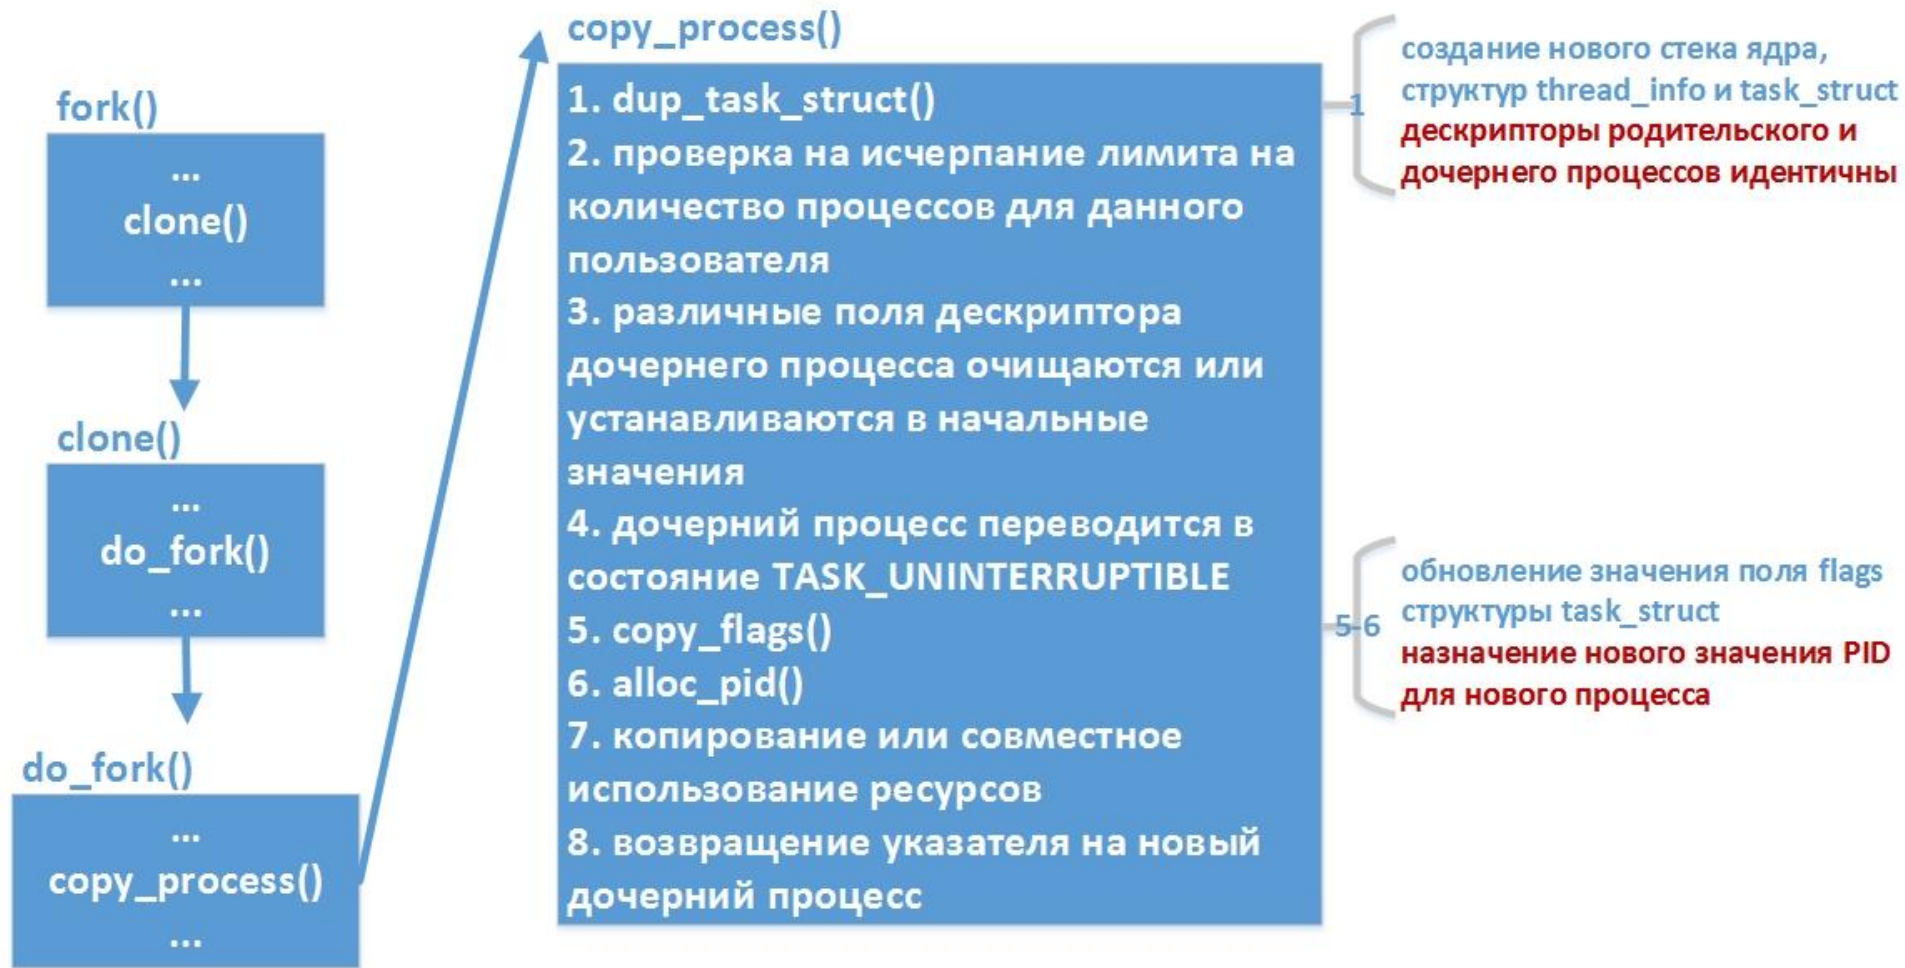 fork()
...
clone()
...
clone()
...
do_fork()
...
do_fork()
...
copy_process()
...
copy_process()
1. dup_task_struct()
2. проверка на исчерпание лимита на
количество процессов для данного
пользователя
3. различные поля дескриптора
дочернего процесса очищаются или
устанавливаются в начальные
значения
4. дочерний процесс переводится в
состояние TASK_UNINTERRUPTIBLE
5. copy_flags()
6. alloc_pid()
7. копирование или совместное
использование ресурсов
8. возвращение указателя на новый
дочерний процесс
1
создание нового стека ядра,
структур thread_info и task_struct
дескрипторы родительского и
дочернего процессов идентичны
5-6
обновление значения поля flags
структуры task_struct
назначение нового значения PID
для нового процесса